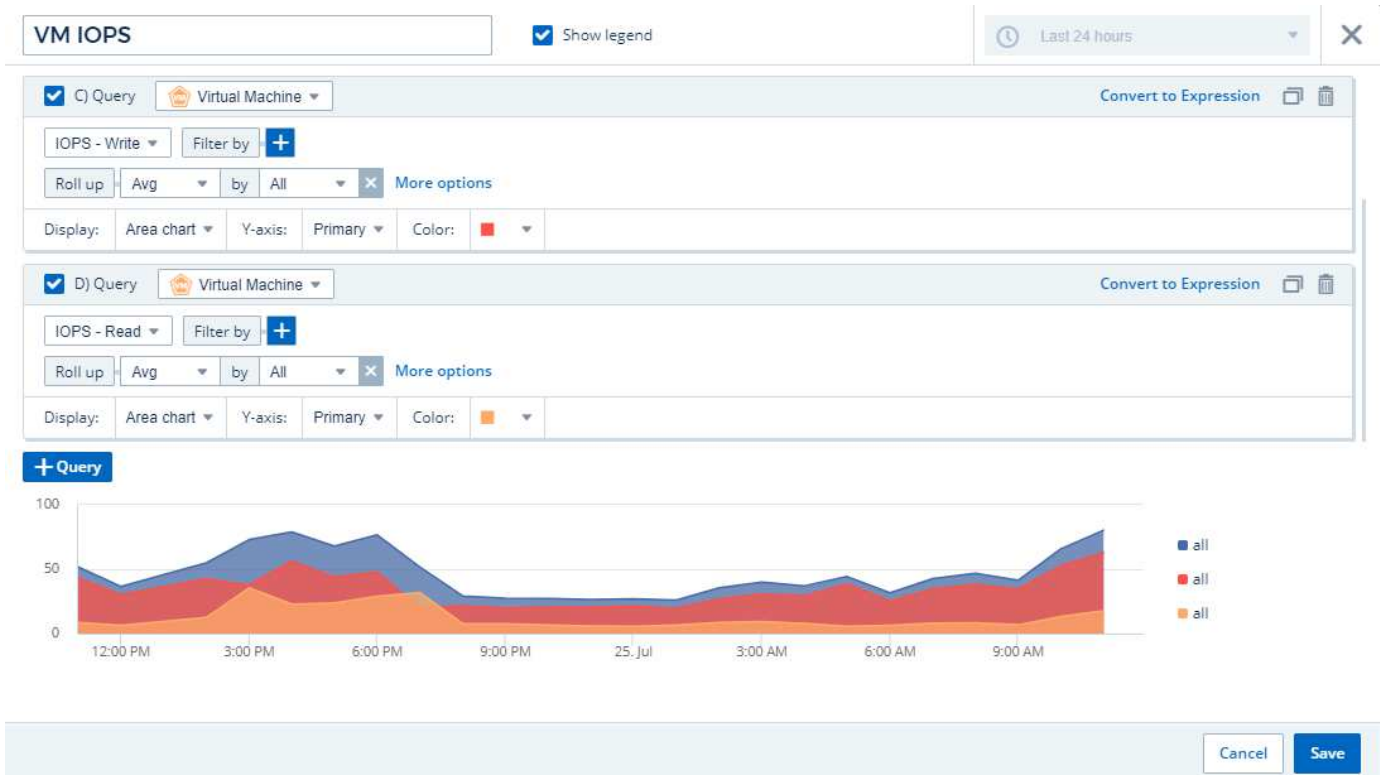 VM IOPS Show legend Last 24 hours
C) Query Virtual Machine Convert to Expression
IOPS - Write Filter by +
Roll up Avg by All × More options
Display: Area chart Y-axis: Primary Color:
D) Query Virtual Machine Convert to Expression
IOPS - Read Filter by +
Roll up Avg by All × More options
Display: Area chart Y-axis: Primary Color:
+ Query
100
50
0
all
all
all
12:00 PM 3:00 PM 6:00 PM 9:00 PM 25. Jul 3:00 AM 6:00 AM 9:00 AM
Cancel Save